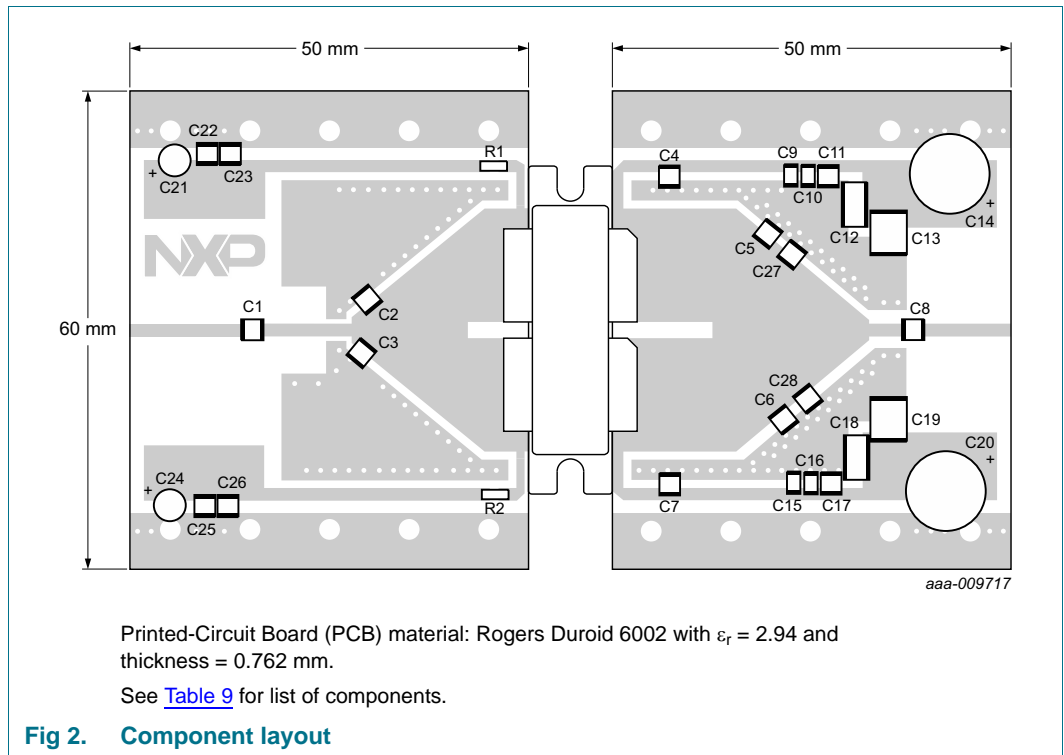 50 mm
50 mm
60 mm
C22
C23
+
C21
R1
C4
C9
C10
C11
C12
C13
+
C14
NXP
C5
C27
C1
C2
C3
C8
C28
C6
C18
C19
C24
+
C26
C25
R2
C7
C16
C15
C17
C20
+
aaa-009717
Printed-Circuit Board (PCB) material: Rogers Duroid 6002 with εr = 2.94 and
thickness = 0.762 mm.
See Table 9 for list of components.
Fig 2. Component layout